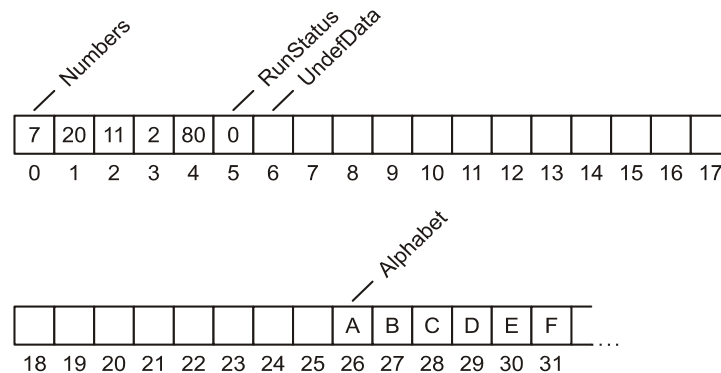 Numbers RunStatus UndefData
7 20 11 2 80 0
0 1 2 3 4 5 6 7 8 9 10 11 12 13 14 15 16 17
Alphabet
A B C D E F
...
18 19 20 21 22 23 24 25 26 27 28 29 30 31